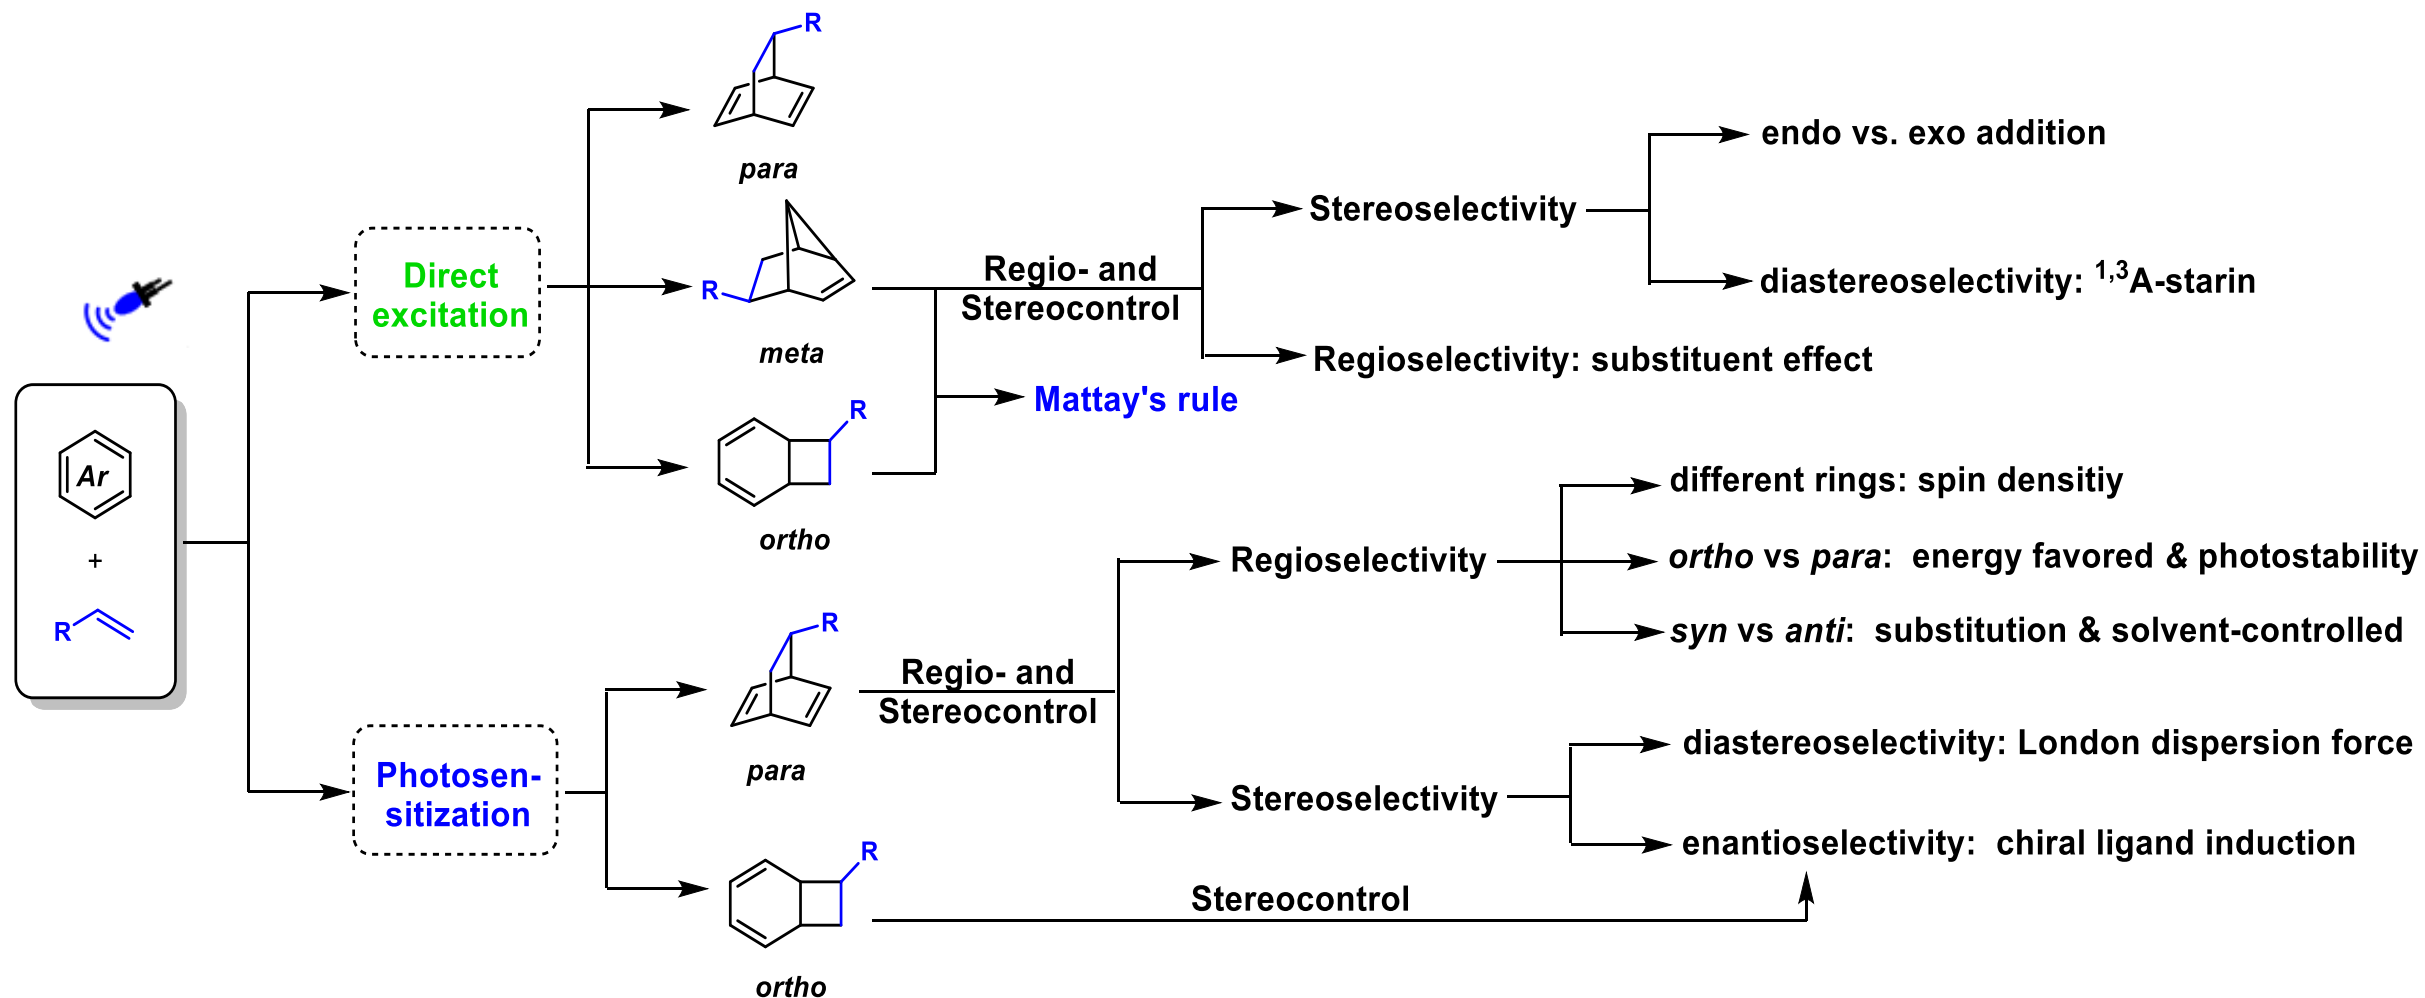 R
para
endo vs. exo addition
Stereoselectivity
diastereoselectivity: 1,3A-starin
Direct
excitation
R
meta
Regio- and
Stereocontrol
Regioselectivity: substituent effect
Mattay's rule
R
ortho
Ar
+
R
different rings: spin densitiy
Regioselectivity
ortho vs para: energy favored & photostability
syn vs anti: substitution & solvent-controlled
R
para
Regio- and
Stereocontrol
Photosen-
sitization
Stereoselectivity
diastereoselectivity: London dispersion force
enantioselectivity: chiral ligand induction
R
ortho
Stereocontrol